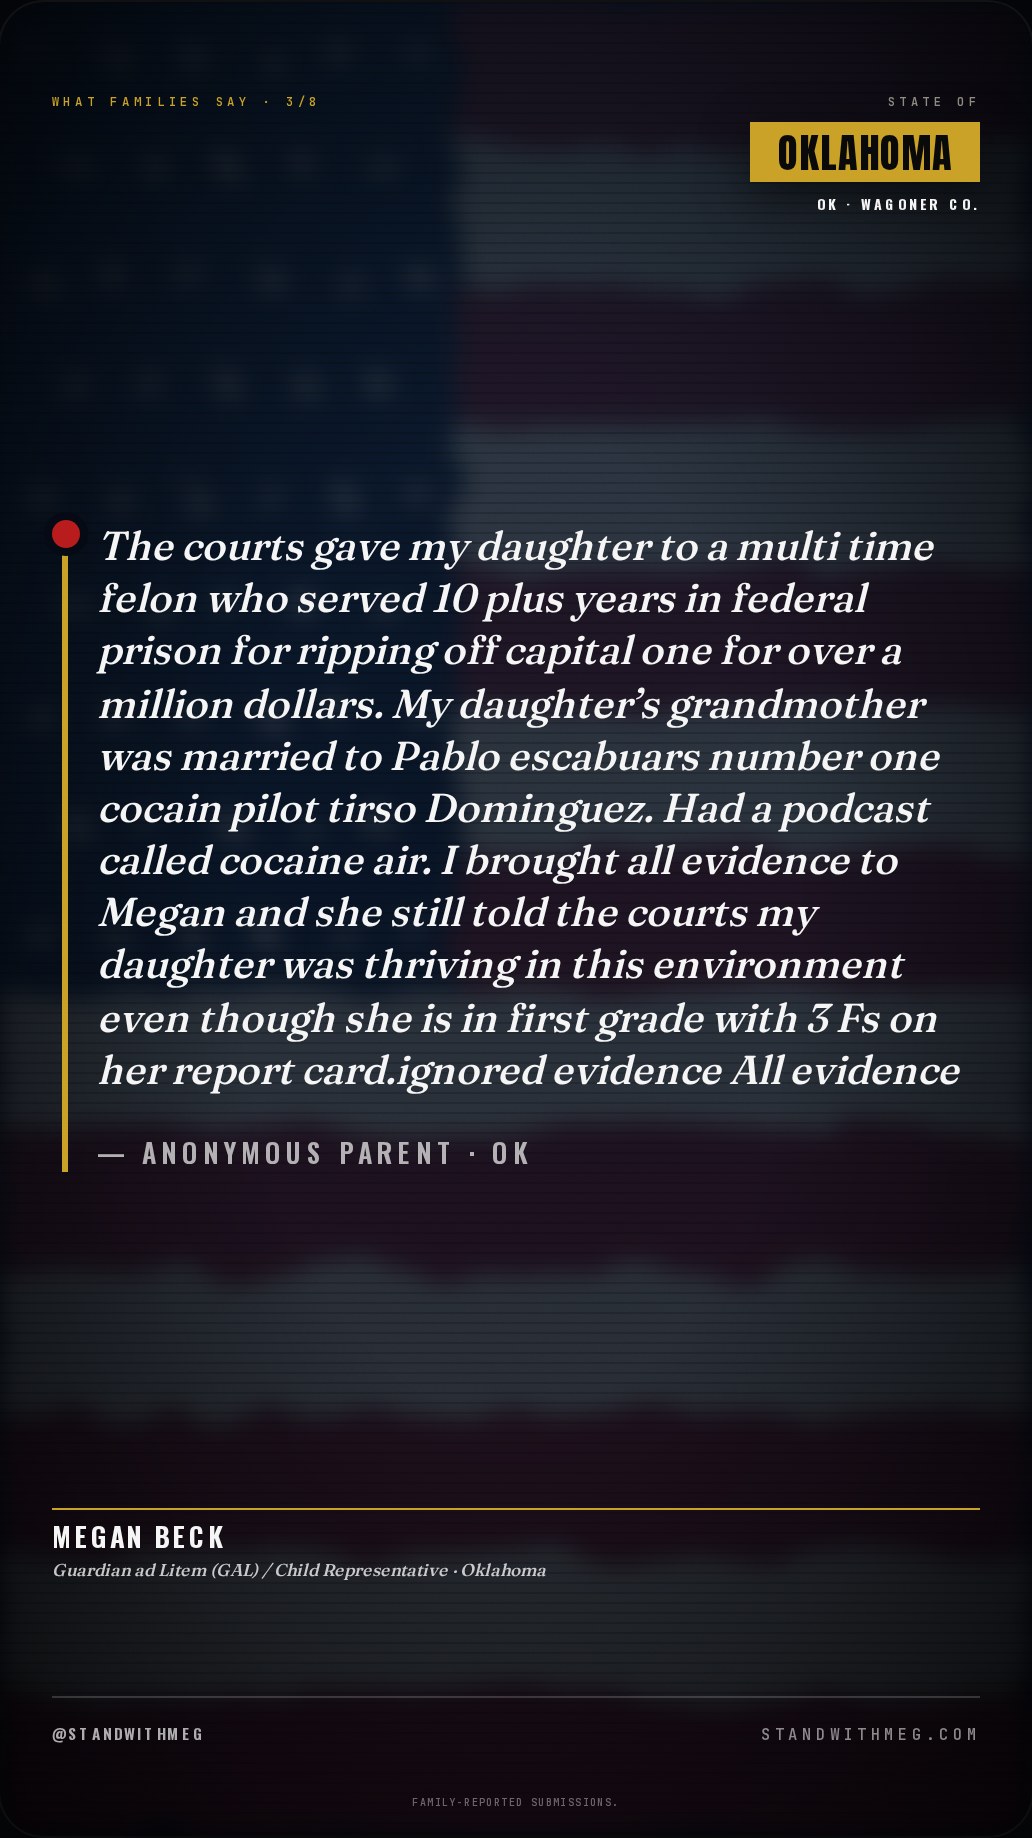 WHAT FAMILIES SAY · 3/8
STATE OF
OKLAHOMA
OK · WAGONER CO.
The courts gave my daughter to a multi time
felon who served 10 plus years in federal
prison for ripping off capital one for over a
million dollars. My daughter’s grandmother
was married to Pablo escabuars number one
cocain pilot tirso Dominguez. Had a podcast
called cocaine air. I brought all evidence to
Megan and she still told the courts my
daughter was thriving in this environment
even though she is in first grade with 3 Fs on
her report card.ignored evidence All evidence
— ANONYMOUS PARENT · OK
MEGAN BECK
Guardian ad Litem (GAL) / Child Representative · Oklahoma
@STANDWITHMEG
STANDWITHMEG.COM
FAMILY-REPORTED SUBMISSIONS.